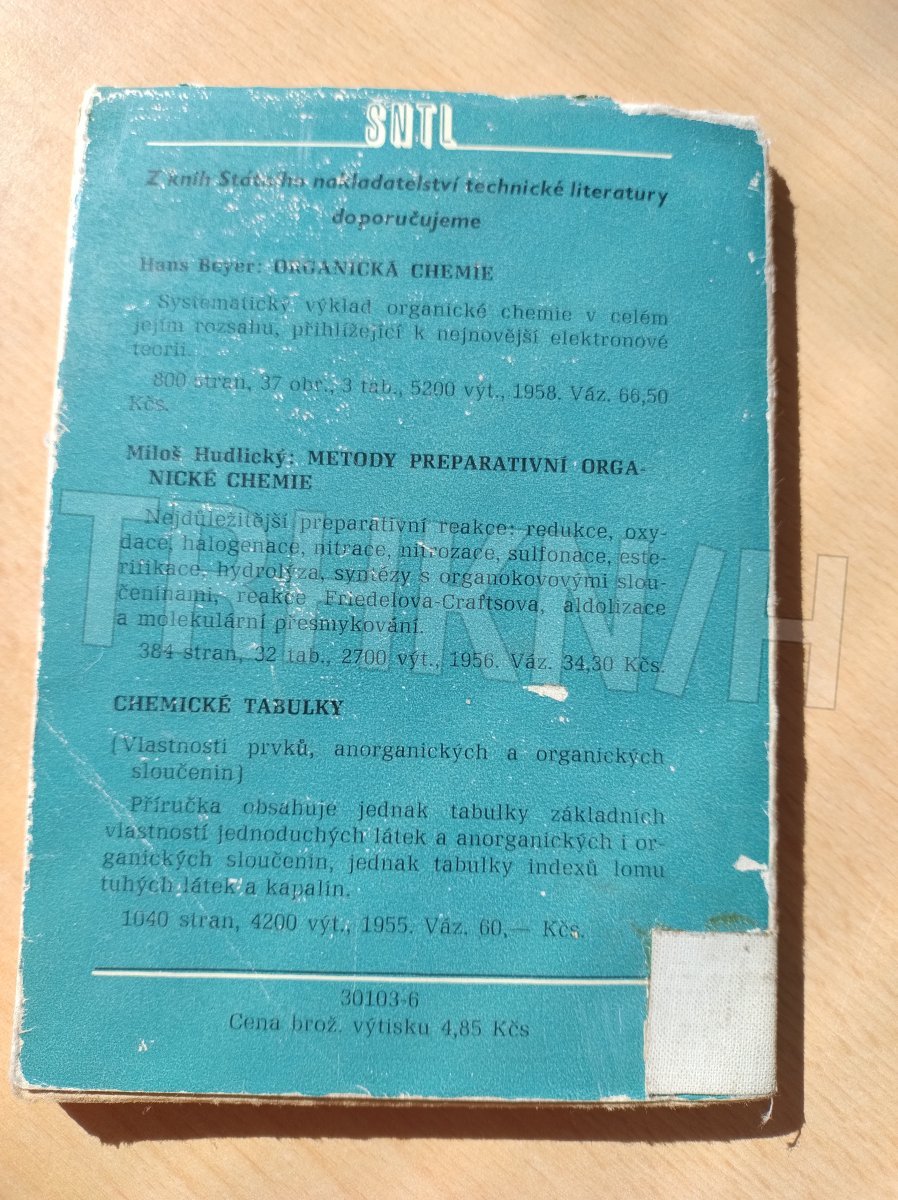 SNTL
Z knih Státního nakladatelství technické literatury
doporučujeme
Hans Beyer: ORGANICKÁ CHEMIE
Systematický výklad organické chemie v celém
jejím rozsahu, přihlížející k nejnovější elektronové
teorii.
800 stran, 37 obr., 3 tab., 5200 výt., 1958. Váz. 66,50
Kčs.
Miloš Hudlický: METODY PREPARATIVNÍ ORGA-
NICKÉ CHEMIE
Nejdůležitější preparativní reakce: redukce, oxy-
dace, halogenace, nitrace, nitrozace, sulfonace, este-
rifikace, hydrolýza, syntézy s organokovovými slou-
čeninami, reakce Friedelova-Craftsova, aldolizace
a molekulární přesmykování.
384 stran, 32 tab., 2700 výt., 1956. Váz. 34,30 Kčs.
CHEMICKÉ TABULKY
(Vlastnosti prvků, anorganických a organických
sloučenin)
Příručka obsahuje jednak tabulky základních
vlastností jednoduchých látek a anorganických i or-
ganických sloučenin, jednak tabulky indexů lomu
tuhých látek a kapalin.
1040 stran, 4200 výt., 1955. Váz. 60,— Kčs.
30103-6
Cena brož. výtisku 4,85 Kčs